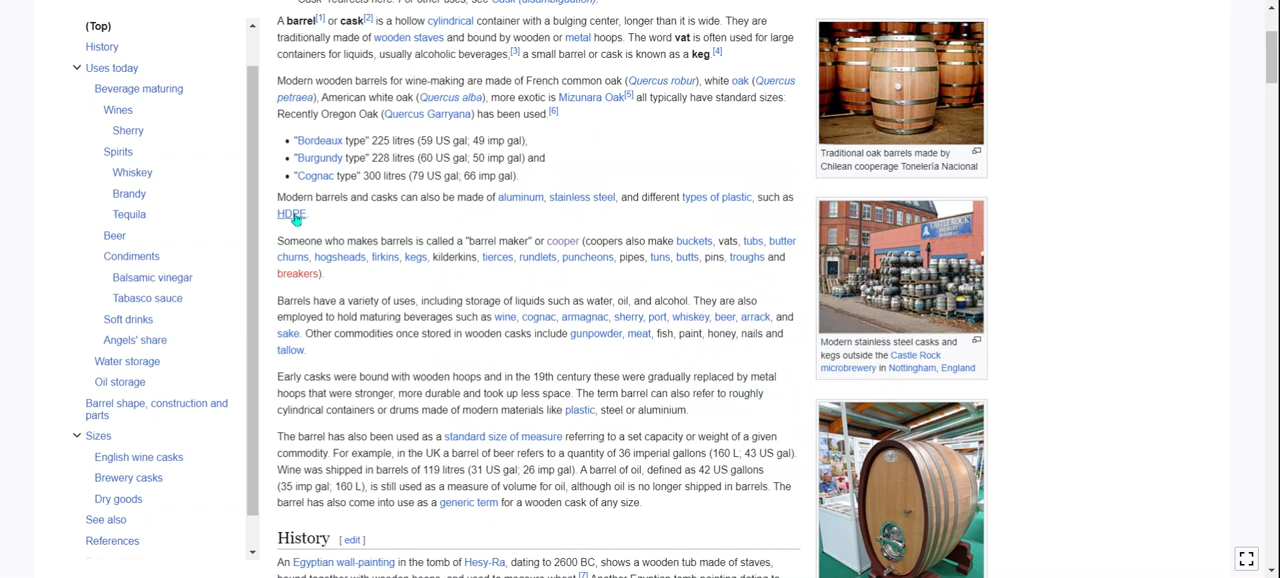 (Top)
History
Uses today
Beverage maturing
Wines
Sherry
Spirits
Whiskey
Brandy
Tequila
Beer
Condiments
Balsamic vinegar
Tabasco sauce
Soft drinks
Angels' share
Water storage
Oil storage
Barrel shape, construction and
parts
Sizes
English wine casks
Brewery casks
Dry goods
See also
References
A barrel[1] or cask[2] is a hollow cylindrical container with a bulging center, longer than it is wide. They are
traditionally made of wooden staves and bound by wooden or metal hoops. The word vat is often used for large
containers for liquids, usually alcoholic beverages;[3] a small barrel or cask is known as a keg.[4]
Modern wooden barrels for wine-making are made of French common oak (Quercus robur), white oak (Quercus
petraea), American white oak (Quercus alba), more exotic is Mizunara Oak[5] all typically have standard sizes:
Recently Oregon Oak (Quercus Garryana) has been used.[6]
• "Bordeaux type" 225 litres (59 US gal; 49 imp gal),
• "Burgundy type" 228 litres (60 US gal; 50 imp gal) and
• "Cognac type" 300 litres (79 US gal; 66 imp gal).
Modern barrels and casks can also be made of aluminum, stainless steel, and different types of plastic, such as
HDPE.
Someone who makes barrels is called a "barrel maker" or cooper (coopers also make buckets, vats, tubs, butter
churns, hogsheads, firkins, kegs, kilderkins, tierces, rundlets, puncheons, pipes, tuns, butts, pins, troughs and
breakers).
Barrels have a variety of uses, including storage of liquids such as water, oil, and alcohol. They are also
employed to hold maturing beverages such as wine, cognac, armagnac, sherry, port, whiskey, beer, arrack, and
sake. Other commodities once stored in wooden casks include gunpowder, meat, fish, paint, honey, nails and
tallow.
Early casks were bound with wooden hoops and in the 19th century these were gradually replaced by metal
hoops that were stronger, more durable and took up less space. The term barrel can also refer to roughly
cylindrical containers or drums made of modern materials like plastic, steel or aluminium.
The barrel has also been used as a standard size of measure referring to a set capacity or weight of a given
commodity. For example, in the UK a barrel of beer refers to a quantity of 36 imperial gallons (160 L; 43 US gal).
Wine was shipped in barrels of 119 litres (31 US gal; 26 imp gal). A barrel of oil, defined as 42 US gallons
(35 imp gal; 160 L), is still used as a measure of volume for oil, although oil is no longer shipped in barrels. The
barrel has also come into use as a generic term for a wooden cask of any size.
History [ edit ]
An Egyptian wall-painting in the tomb of Hesy-Ra, dating to 2600 BC, shows a wooden tub made of staves,
Traditional oak barrels made by
Chilean cooperage Tonelería Nacional
CASTLE ROCK
Modern stainless steel casks and
kegs outside the Castle Rock
microbrewery in Nottingham, England